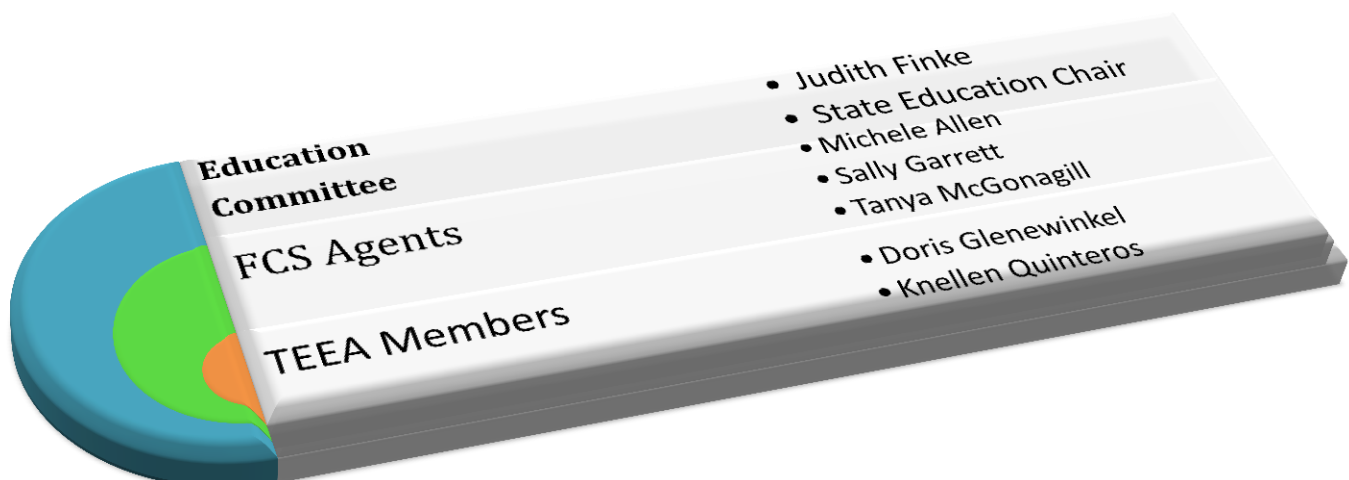 Education
Committee
• Judith Finke
• State Education Chair
FCS Agents
• Michele Allen
• Sally Garrett
• Tanya McGonagill
TEEA Members
• Doris Glenewinkel
• Knellen Quinteros